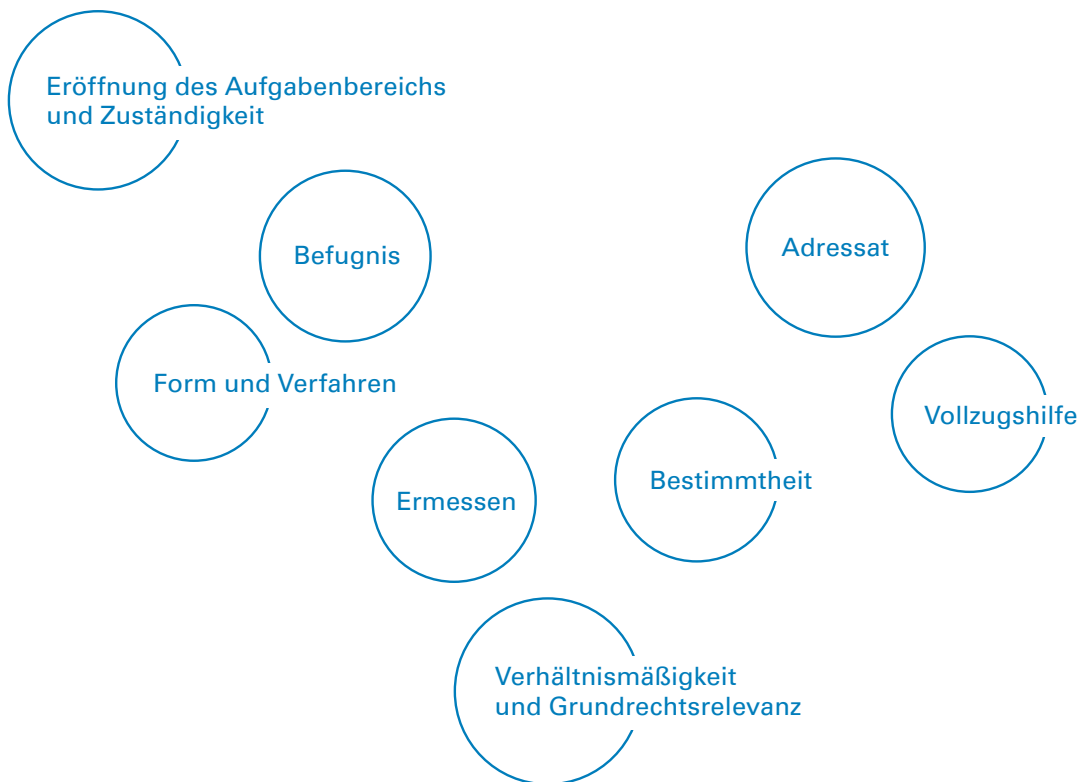 Eröffnung des Aufgabenbereichs
und Zuständigkeit
Befugnis
Adressat
Form und Verfahren
Vollzugshilfe
Bestimmtheit
Ermessen
Verhältnismäßigkeit
und Grundrechtsrelevanz